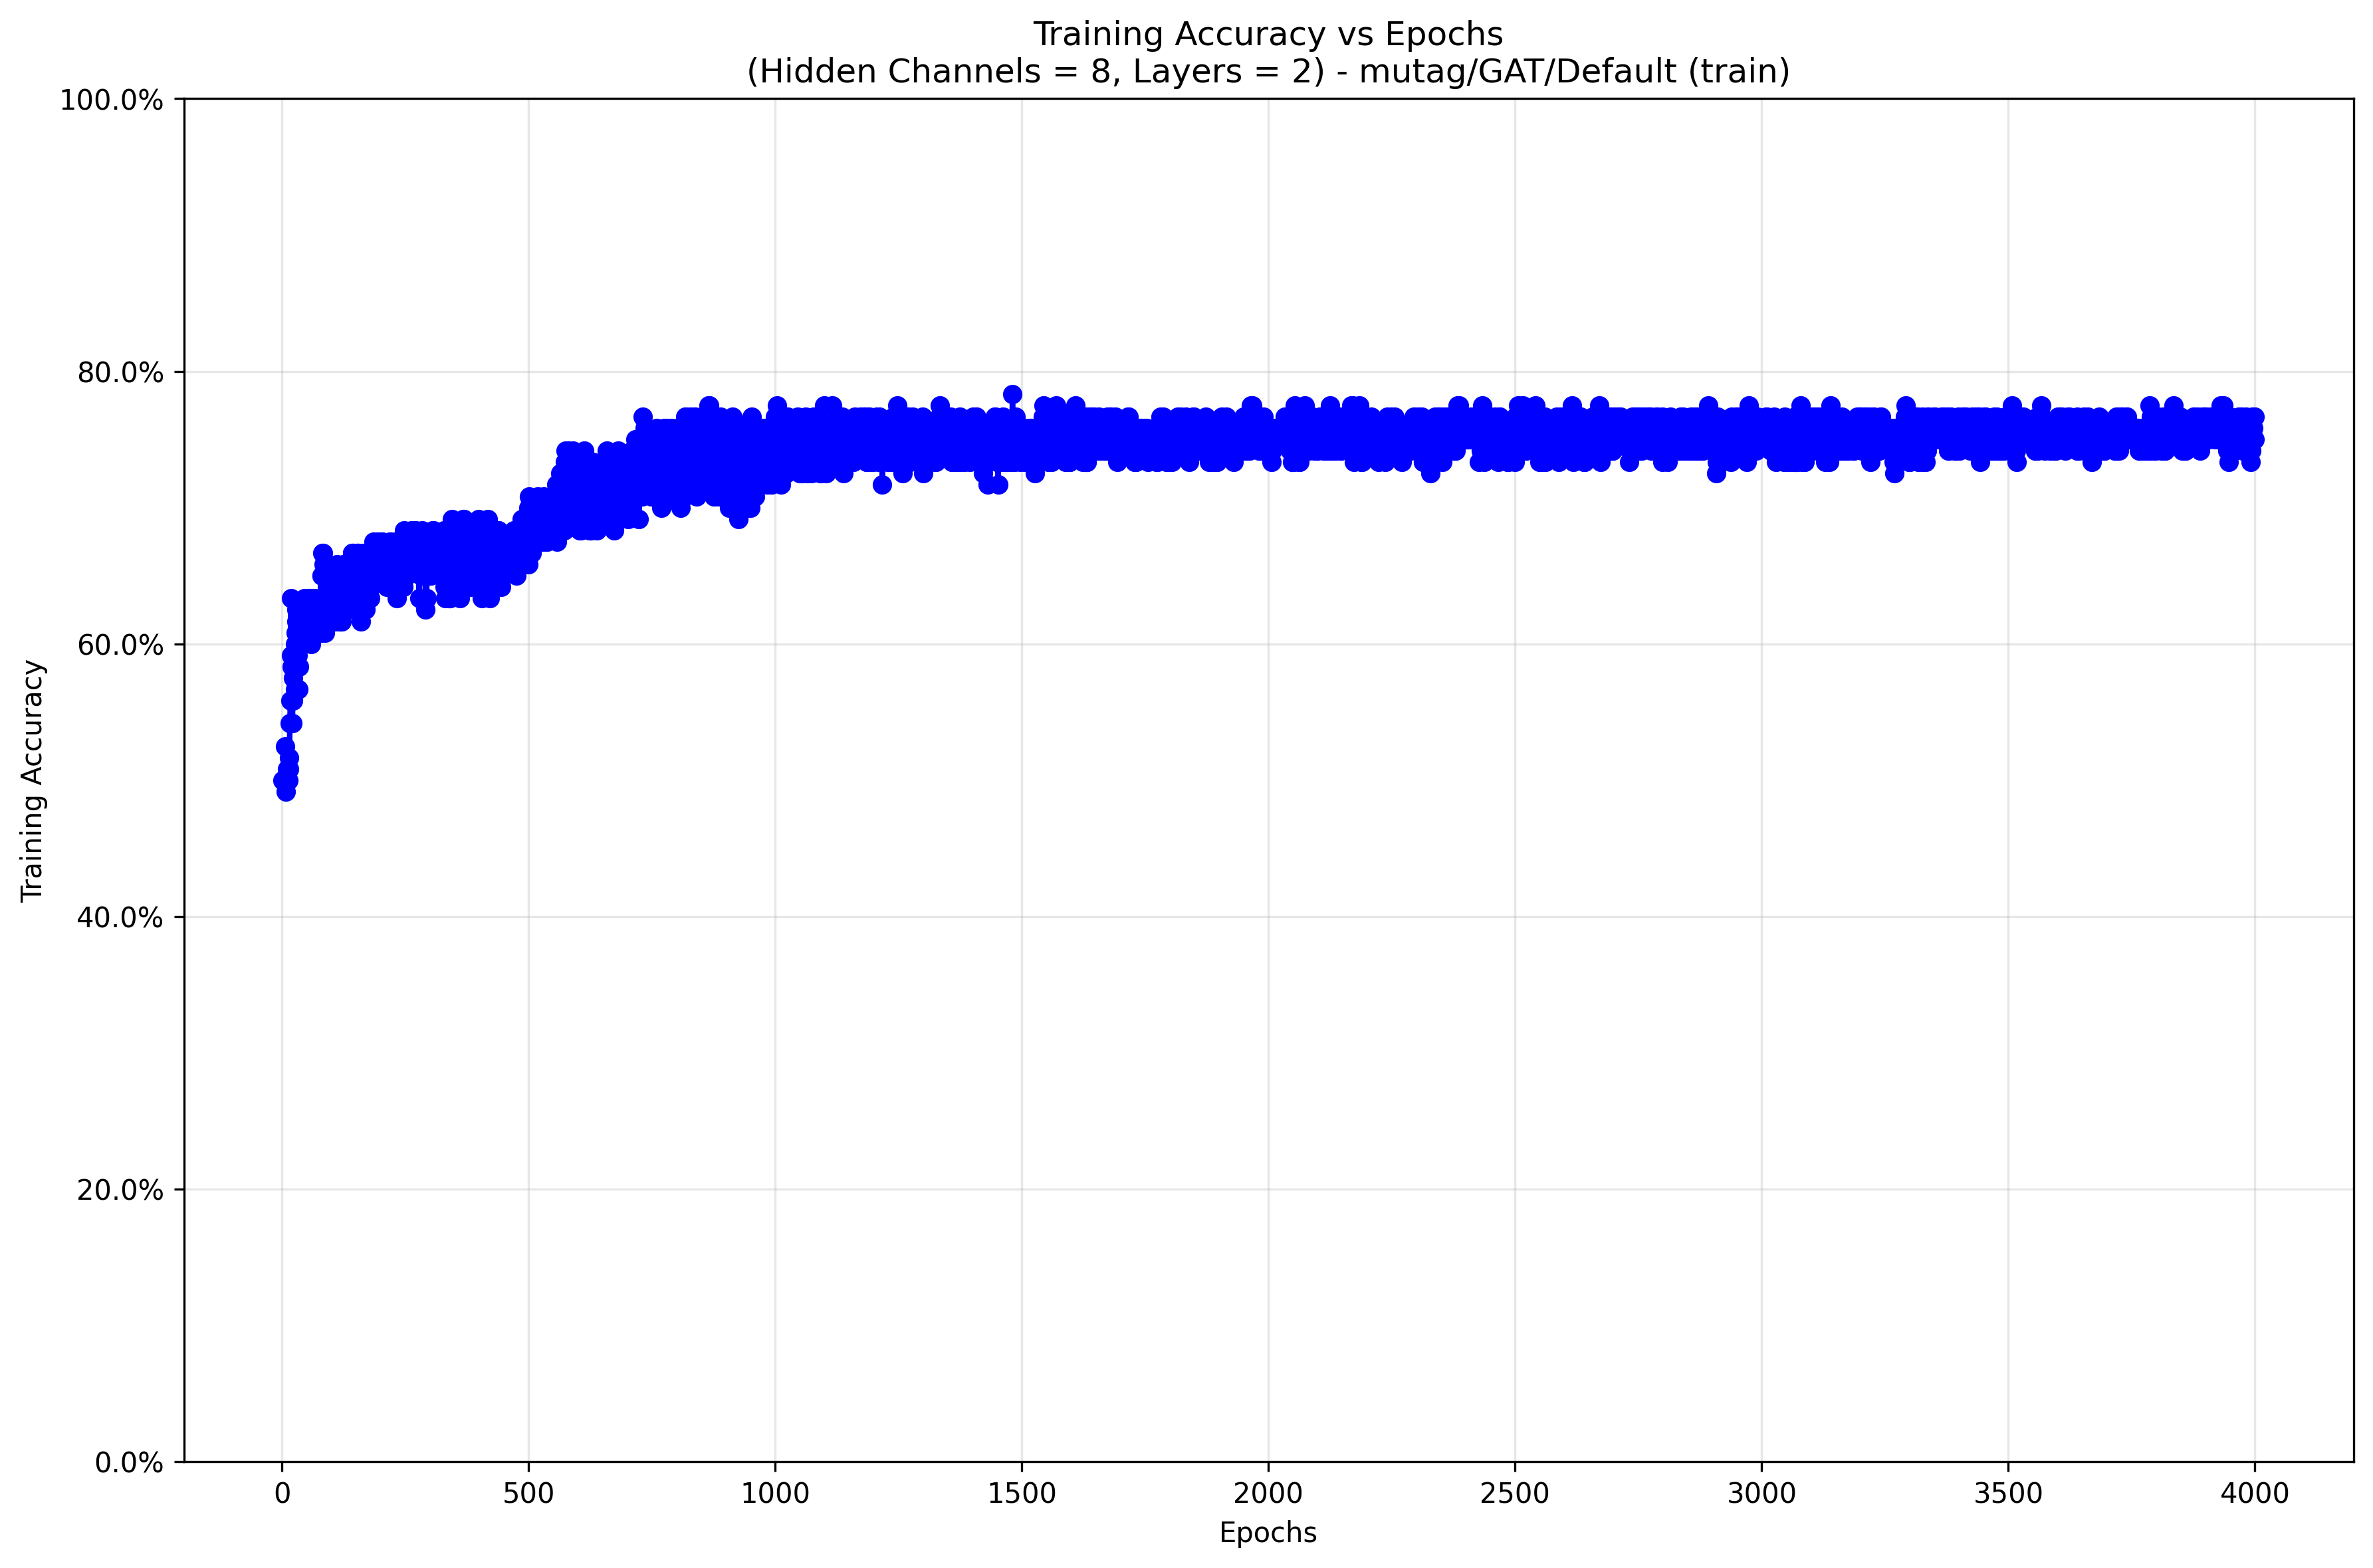 Training Accuracy vs Epochs
(Hidden Channels = 8, Layers = 2) - mutag/GAT/Default (train)
100.0%
80.0%
60.0%
40.0%
20.0%
0.0%
Training Accuracy
0 500 1000 1500 2000 2500 3000 3500 4000
Epochs